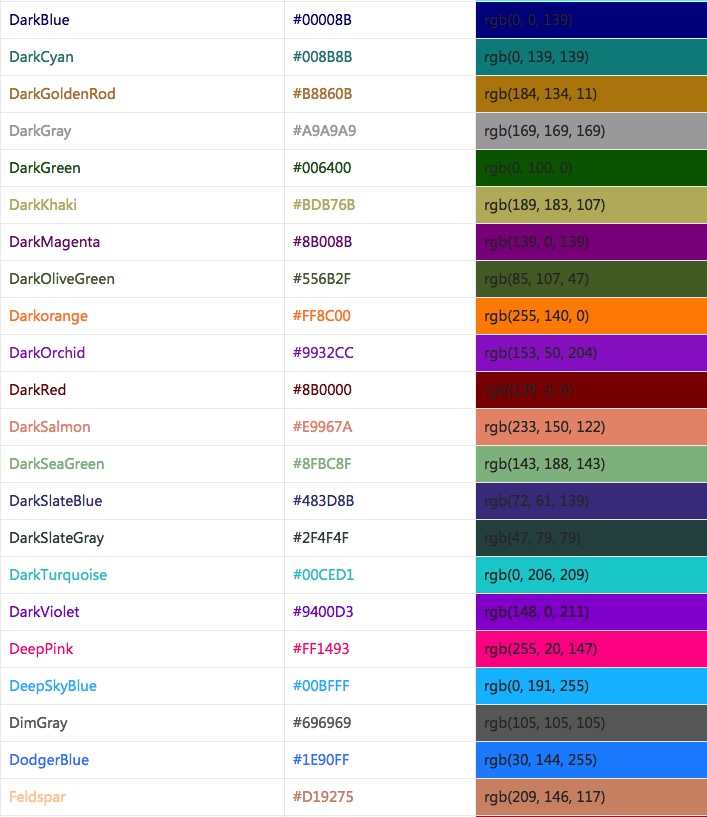 DarkBlue #00008B rgb(0, 0, 139)
DarkCyan #008B8B rgb(0, 139, 139)
DarkGoldenRod #B8860B rgb(184, 134, 11)
DarkGray #A9A9A9 rgb(169, 169, 169)
DarkGreen #006400 rgb(0, 100, 0)
DarkKhaki #BDB76B rgb(189, 183, 107)
DarkMagenta #8B008B rgb(139, 0, 139)
DarkOliveGreen #556B2F rgb(85, 107, 47)
Darkorange #FF8C00 rgb(255, 140, 0)
DarkOrchid #9932CC rgb(153, 50, 204)
DarkRed #8B0000 rgb(139, 0, 0)
DarkSalmon #E9967A rgb(233, 150, 122)
DarkSeaGreen #8FBC8F rgb(143, 188, 143)
DarkSlateBlue #483D8B rgb(72, 61, 139)
DarkSlateGray #2F4F4F rgb(47, 79, 79)
DarkTurquoise #00CED1 rgb(0, 206, 209)
DarkViolet #9400D3 rgb(148, 0, 211)
DeepPink #FF1493 rgb(255, 20, 147)
DeepSkyBlue #00BFFF rgb(0, 191, 255)
DimGray #696969 rgb(105, 105, 105)
DodgerBlue #1E90FF rgb(30, 144, 255)
Feldspar #D19275 rgb(209, 146, 117)